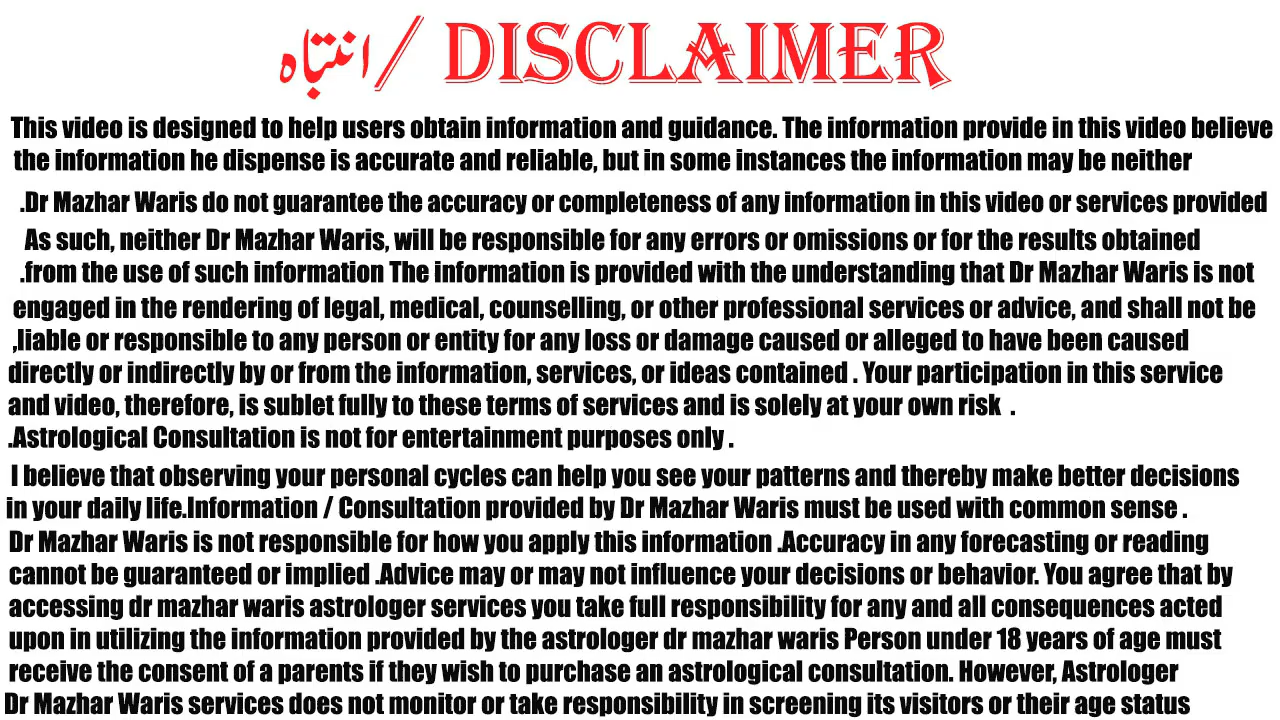 انتباہ / DISCLAIMER
This video is designed to help users obtain information and guidance. The information provide in this video believe
the information he dispense is accurate and reliable, but in some instances the information may be neither
.Dr Mazhar Waris do not guarantee the accuracy or completeness of any information in this video or services provided
As such, neither Dr Mazhar Waris, will be responsible for any errors or omissions or for the results obtained
.from the use of such information The information is provided with the understanding that Dr Mazhar Waris is not
engaged in the rendering of legal, medical, counselling, or other professional services or advice, and shall not be
,liable or responsible to any person or entity for any loss or damage caused or alleged to have been caused
directly or indirectly by or from the information, services, or ideas contained . Your participation in this service
and video, therefore, is sublet fully to these terms of services and is solely at your own risk .
.Astrological Consultation is not for entertainment purposes only .
I believe that observing your personal cycles can help you see your patterns and thereby make better decisions
in your daily life.Information / Consultation provided by Dr Mazhar Waris must be used with common sense .
Dr Mazhar Waris is not responsible for how you apply this information .Accuracy in any forecasting or reading
cannot be guaranteed or implied .Advice may or may not influence your decisions or behavior. You agree that by
accessing dr mazhar waris astrologer services you take full responsibility for any and all consequences acted
upon in utilizing the information provided by the astrologer dr mazhar waris Person under 18 years of age must
receive the consent of a parents if they wish to purchase an astrological consultation. However, Astrologer
Dr Mazhar Waris services does not monitor or take responsibility in screening its visitors or their age status